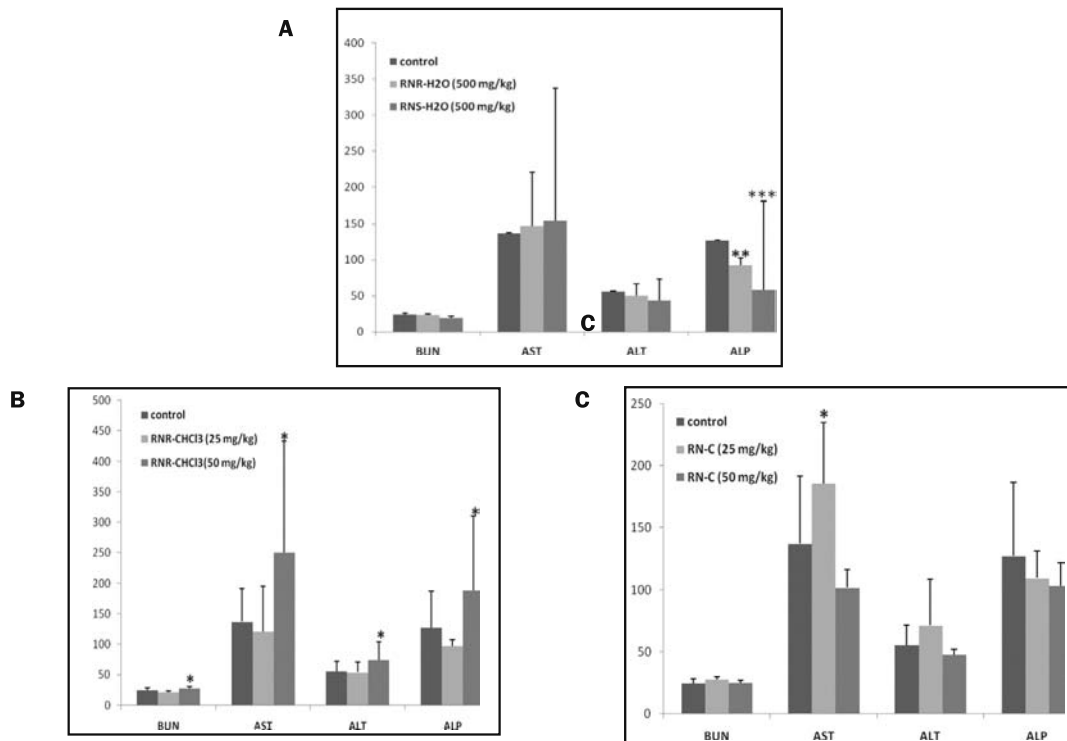 A
400
350
300
250
200
150
100
50
0
control
RNR-H2O (500 mg/kg)
RNS-H2O (500 mg/kg)
***
**
C
BUN AST ALT ALP
B
500
450
400
350
300
250
200
150
100
50
0
control
RNR-CHCl3 (25 mg/kg)
RNR-CHCl3(50 mg/kg)
*
*
*
*
BUN AST ALT ALP
C
250
200
150
100
50
0
control
RN-C (25 mg/kg)
RN-C (50 mg/kg)
*
BUN AST ALT ALP